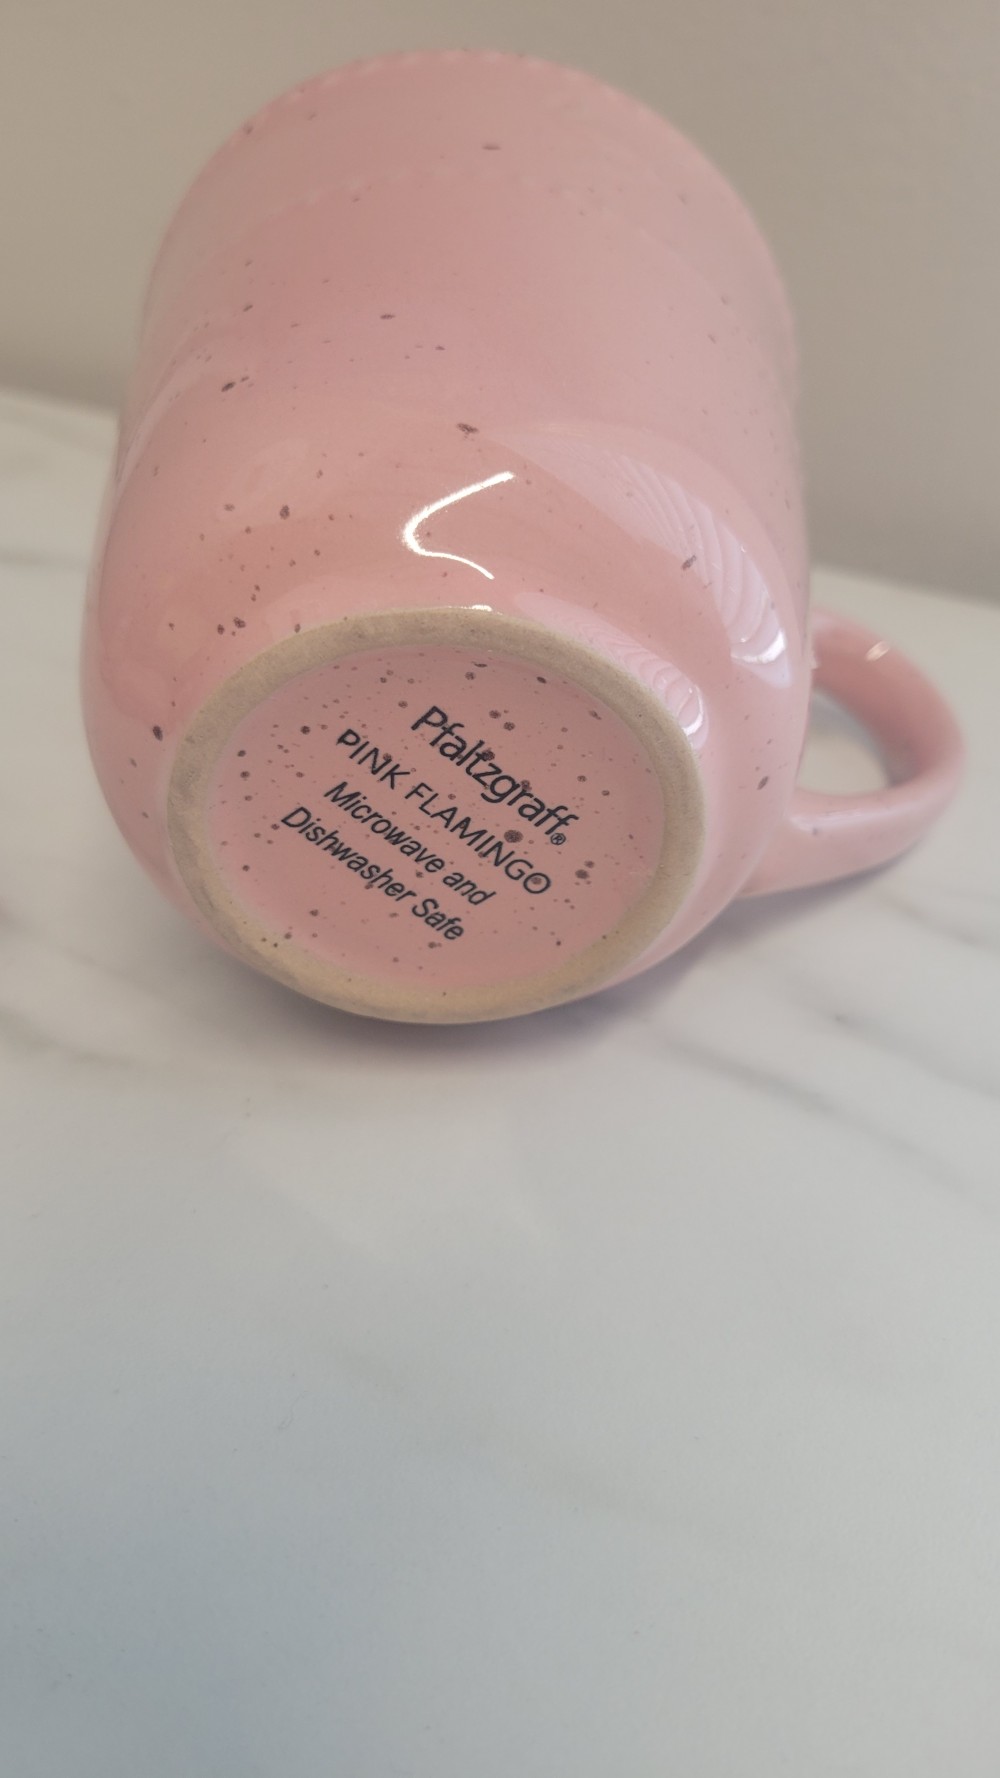 Pfaltzgraff®
PINK FLAMINGO
Microwave and
Dishwasher Safe